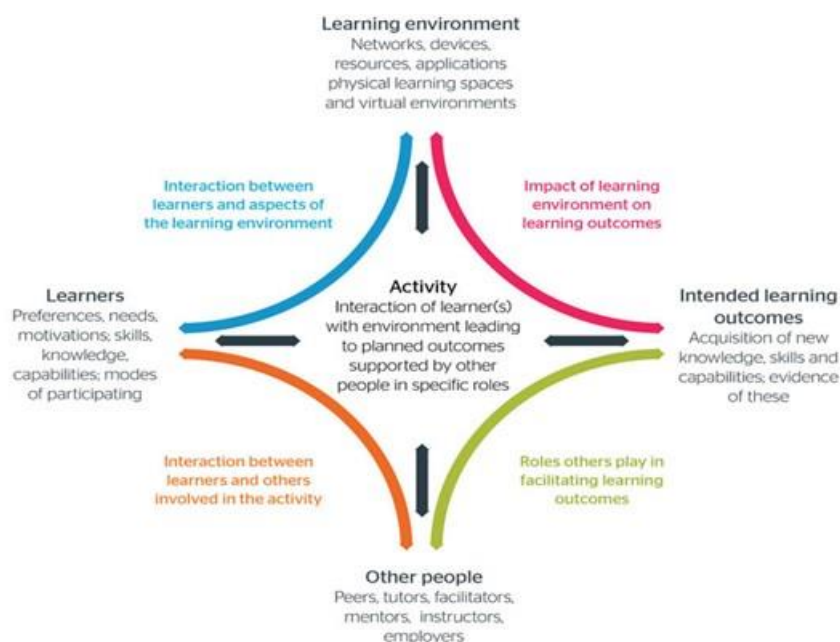 Learning environment
Networks, devices,
resources, applications
physical learning spaces
and virtual environments
Interaction between
learners and aspects of
the learning environment
Impact of learning
environment on
learning outcomes
Learners
Preferences, needs,
motivations; skills,
knowledge,
capabilities; modes
of participating
Activity
Interaction of learner(s)
with environment leading
to planned outcomes
supported by other
people in specific roles
Intended learning
outcomes
Acquisition of new
knowledge, skills and
capabilities; evidence
of these
Interaction between
learners and others
involved in the activity
Roles others play in
facilitating learning
outcomes
Other people
Peers, tutors, facilitators,
mentors, instructors,
employers